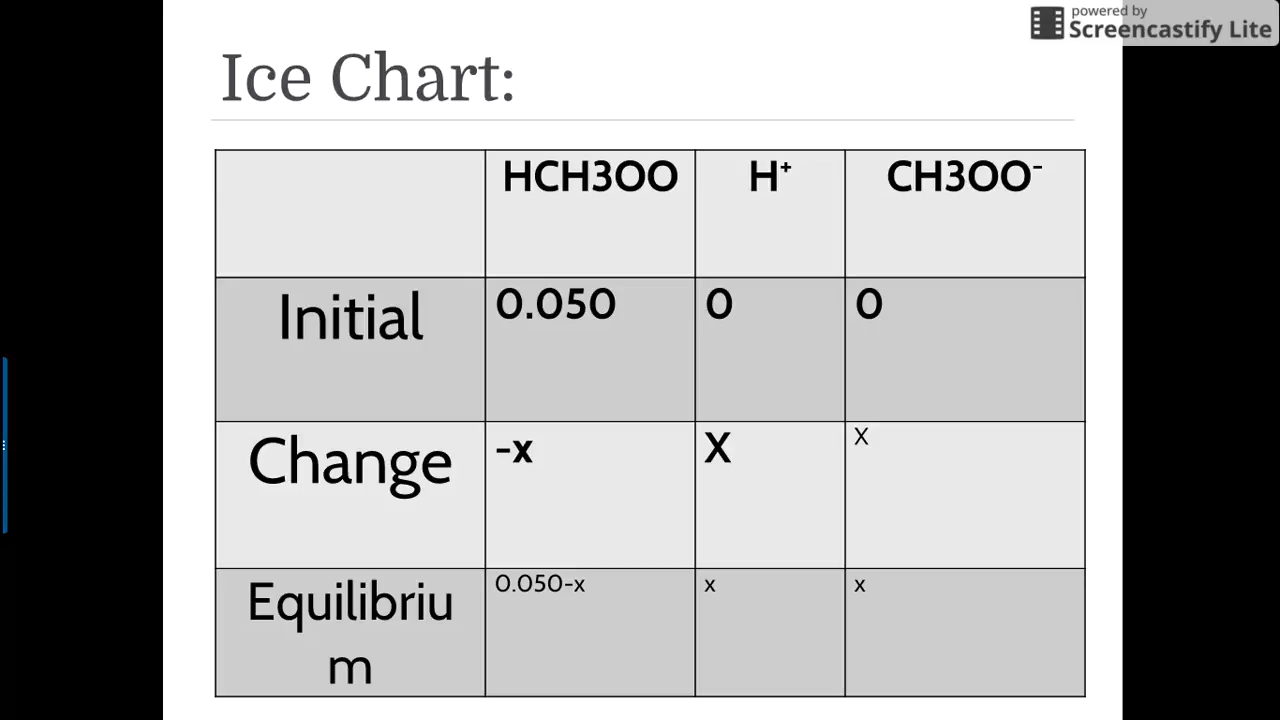 powered by
Screencastify Lite
Ice Chart:
HCH3OO H⁺ CH3OO⁻
Initial 0.050 0 0
Change -x X x
Equilibriu 0.050-x x x
m